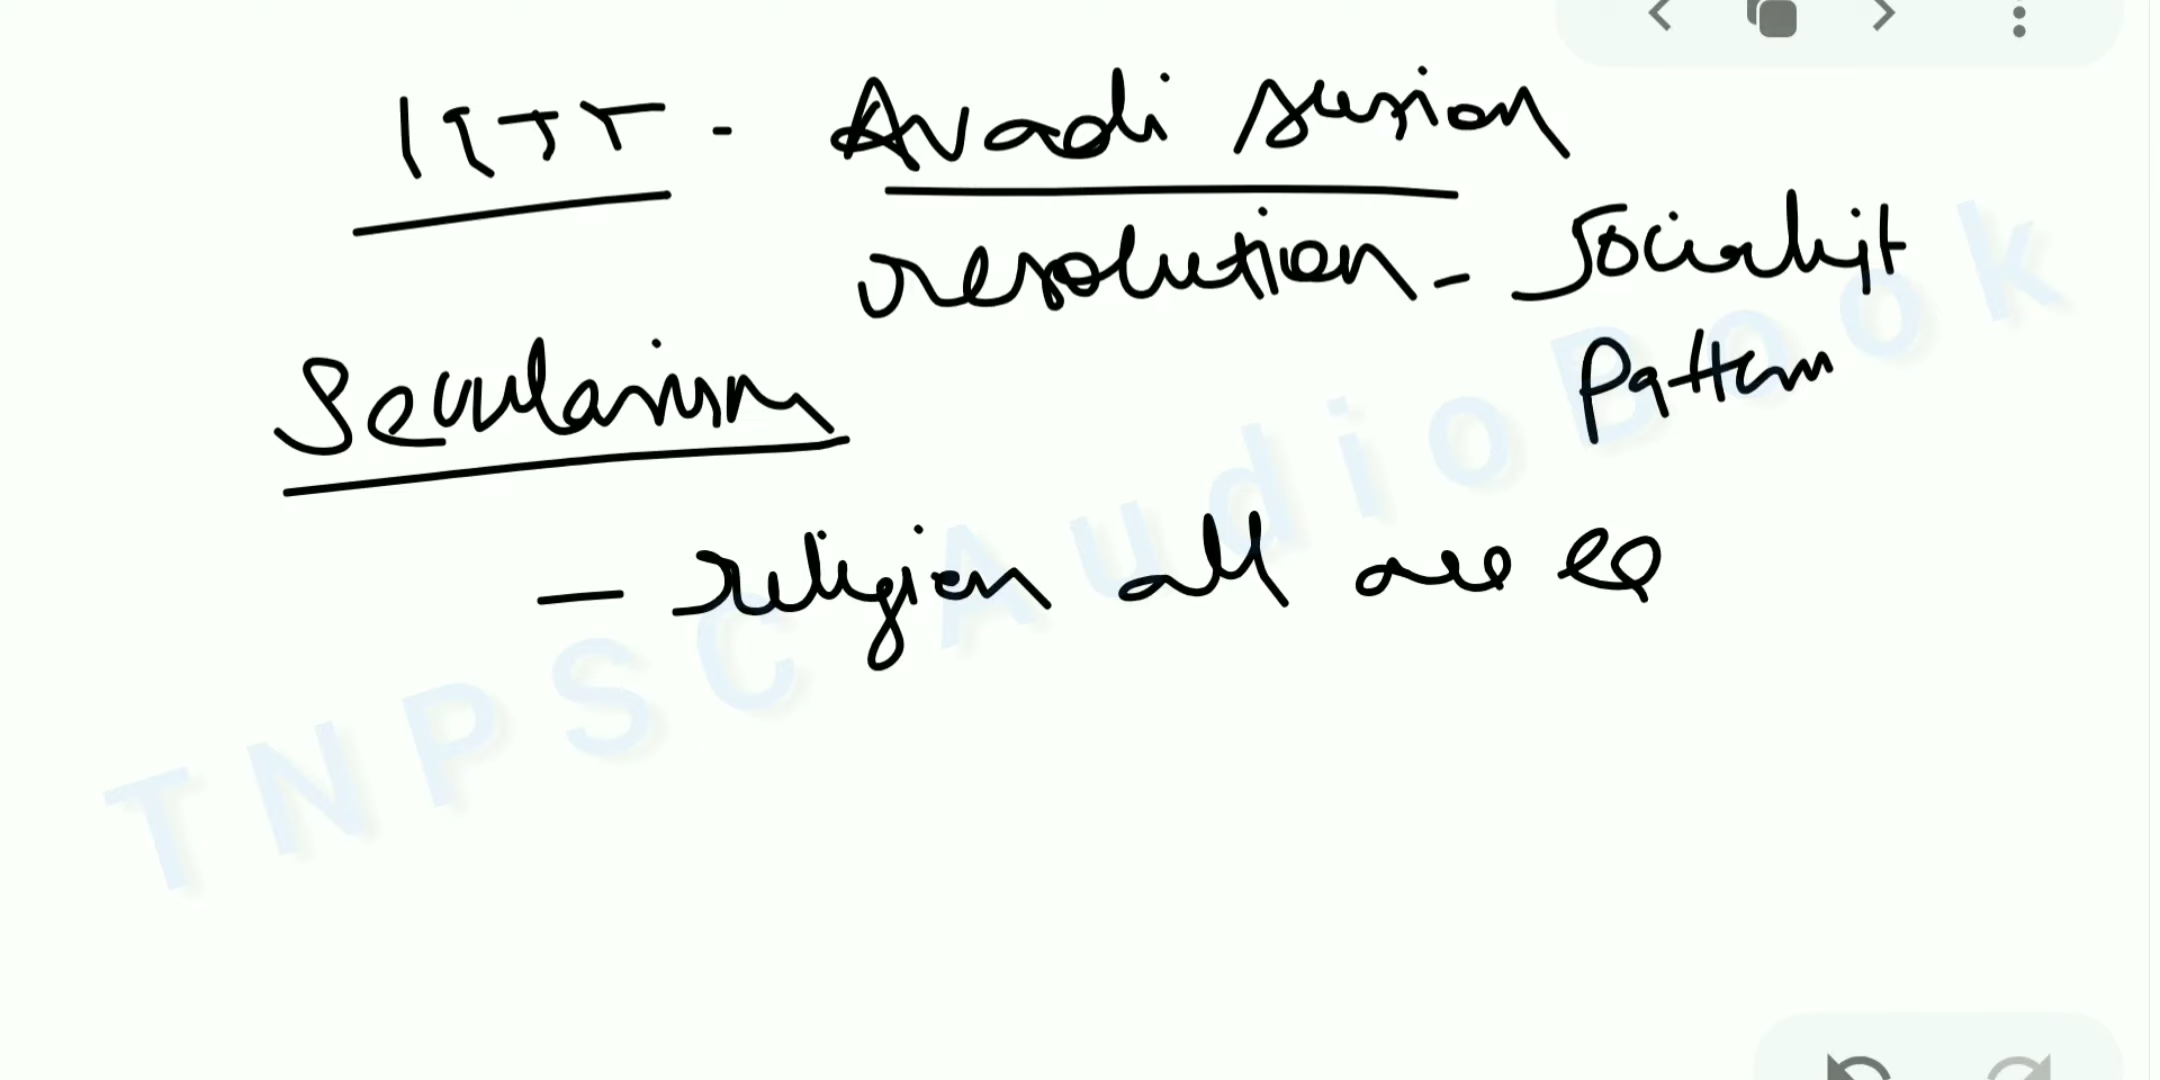 1955 - Avadi session
resolution - Socialist
Pattern
Secularism
- religion all are eq
TNPSC AudioBook